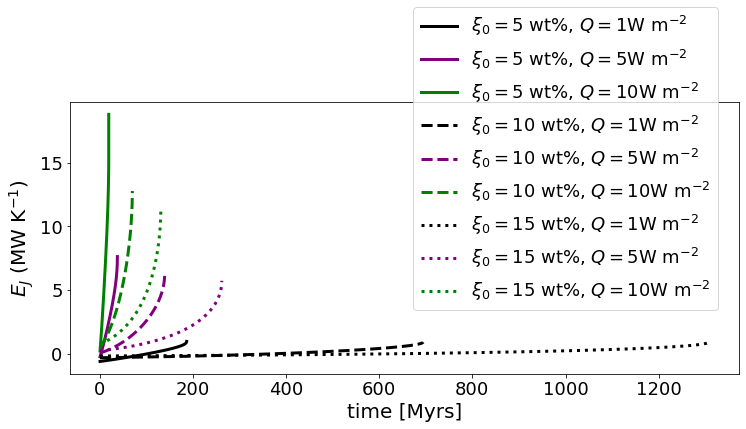 ξ₀ = 5 wt%, Q = 1W m⁻²
ξ₀ = 5 wt%, Q = 5W m⁻²
ξ₀ = 5 wt%, Q = 10W m⁻²
ξ₀ = 10 wt%, Q = 1W m⁻²
ξ₀ = 10 wt%, Q = 5W m⁻²
ξ₀ = 10 wt%, Q = 10W m⁻²
ξ₀ = 15 wt%, Q = 1W m⁻²
ξ₀ = 15 wt%, Q = 5W m⁻²
ξ₀ = 15 wt%, Q = 10W m⁻²
E_J (MW K⁻¹)
15
10
5
0
0 200 400 600 800 1000 1200
time [Myrs]